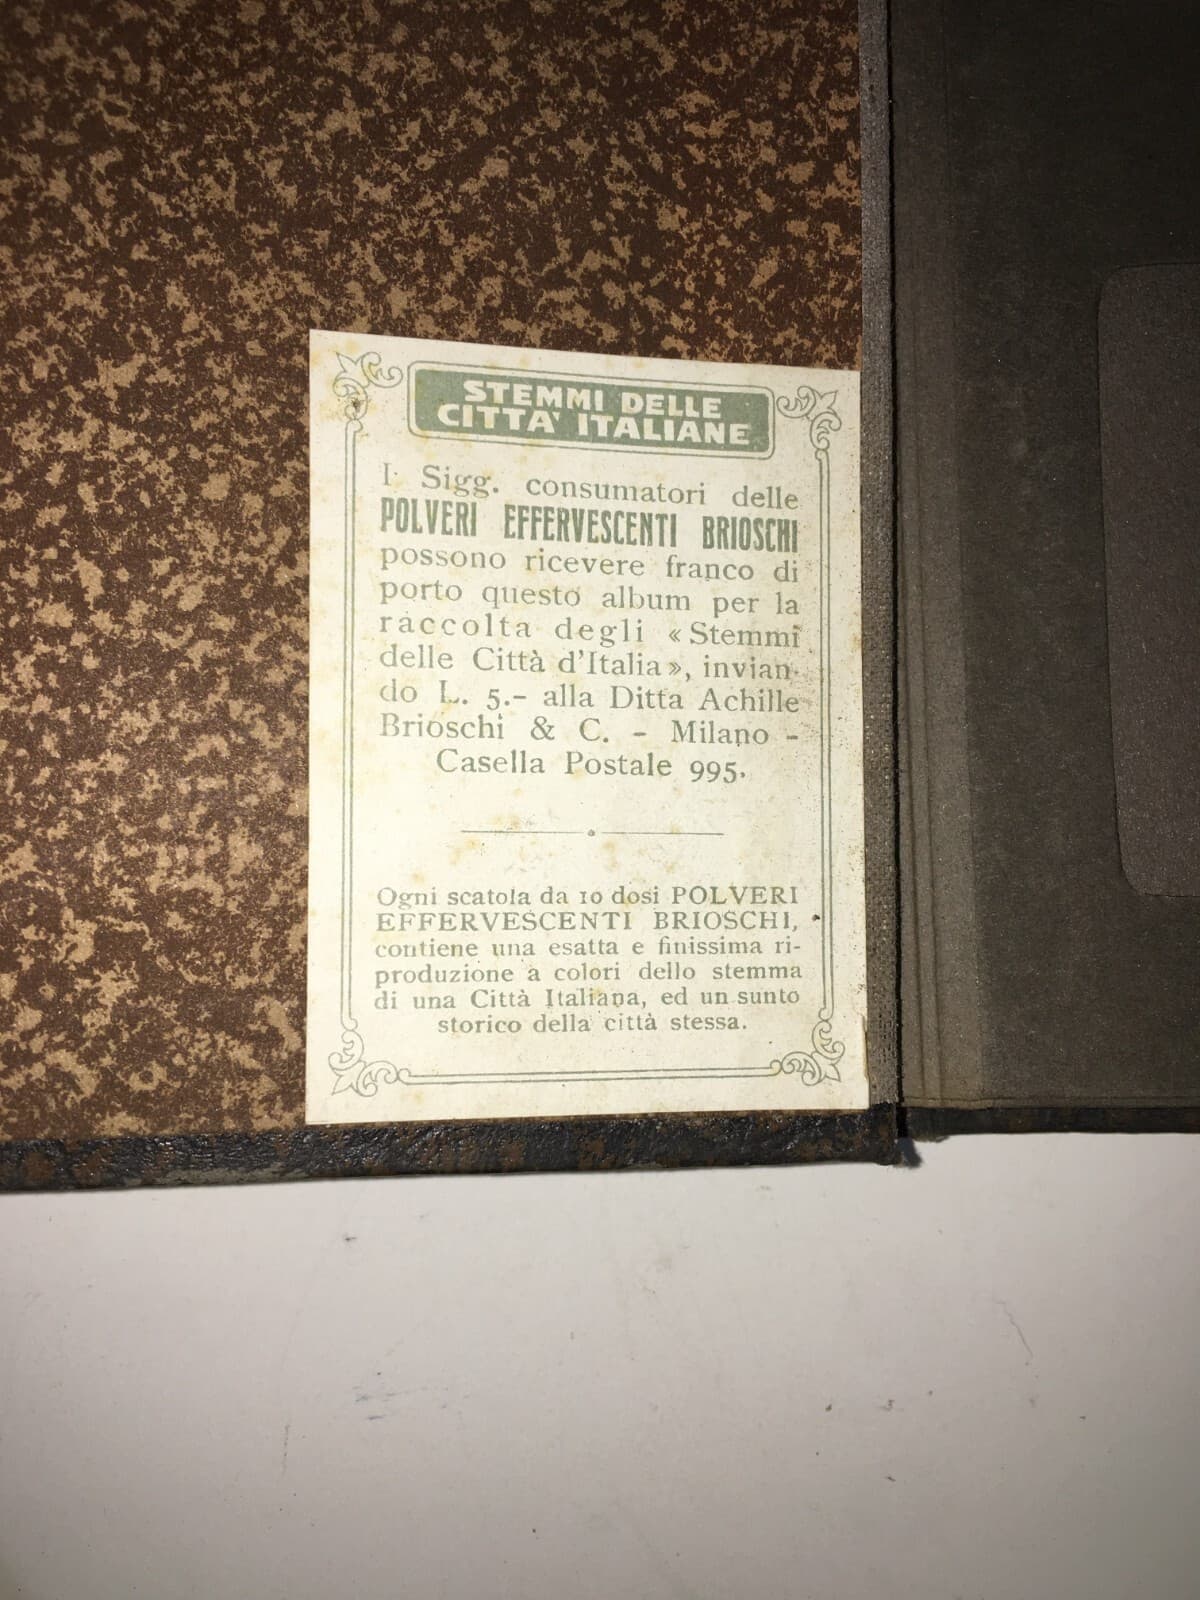 STEMMI DELLE
CITTA' ITALIANE
I Sigg. consumatori delle
POLVERI EFFERVESCENTI BRIOSCHI
possono ricevere franco di
porto questo album per la
raccolta degli «Stemmi
delle Città d'Italia», invian-
do L. 5.- alla Ditta Achille
Brioschi & C. - Milano -
Casella Postale 995.
Ogni scatola da 10 dosi POLVERI
EFFERVESCENTI BRIOSCHI,
contiene una esatta e finissima ri-
produzione a colori dello stemma
di una Città Italiana, ed un sunto
storico della città stessa.